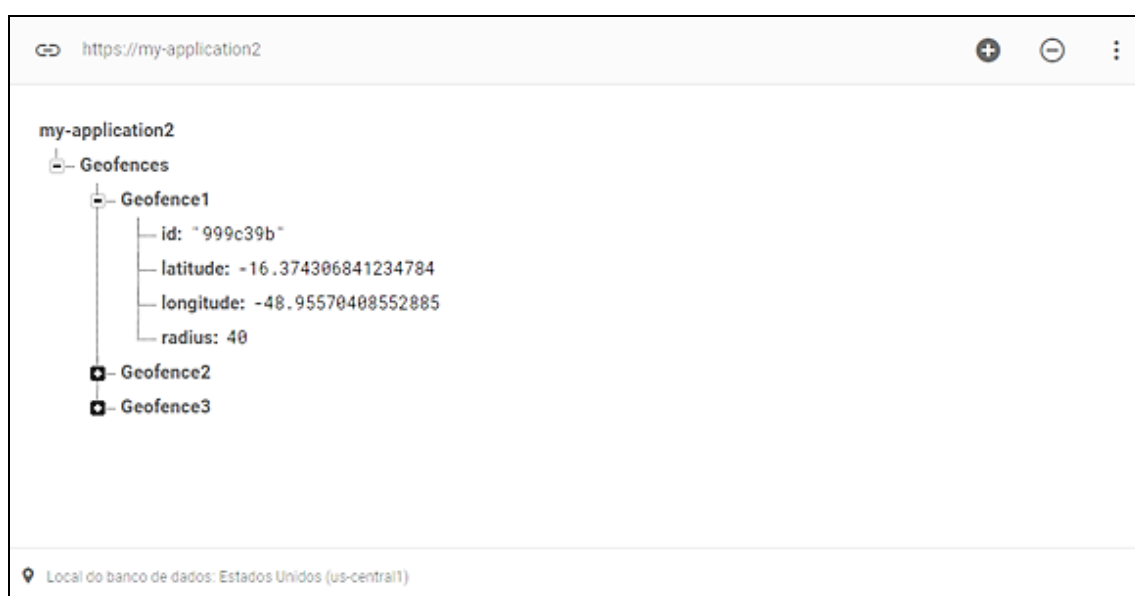 https://my-application2
my-application2
Geofences
Geofence1
id: "999c39b"
latitude: -16.374306841234784
longitude: -48.95570408552885
radius: 40
Geofence2
Geofence3
Local do banco de dados: Estados Unidos (us-central1)